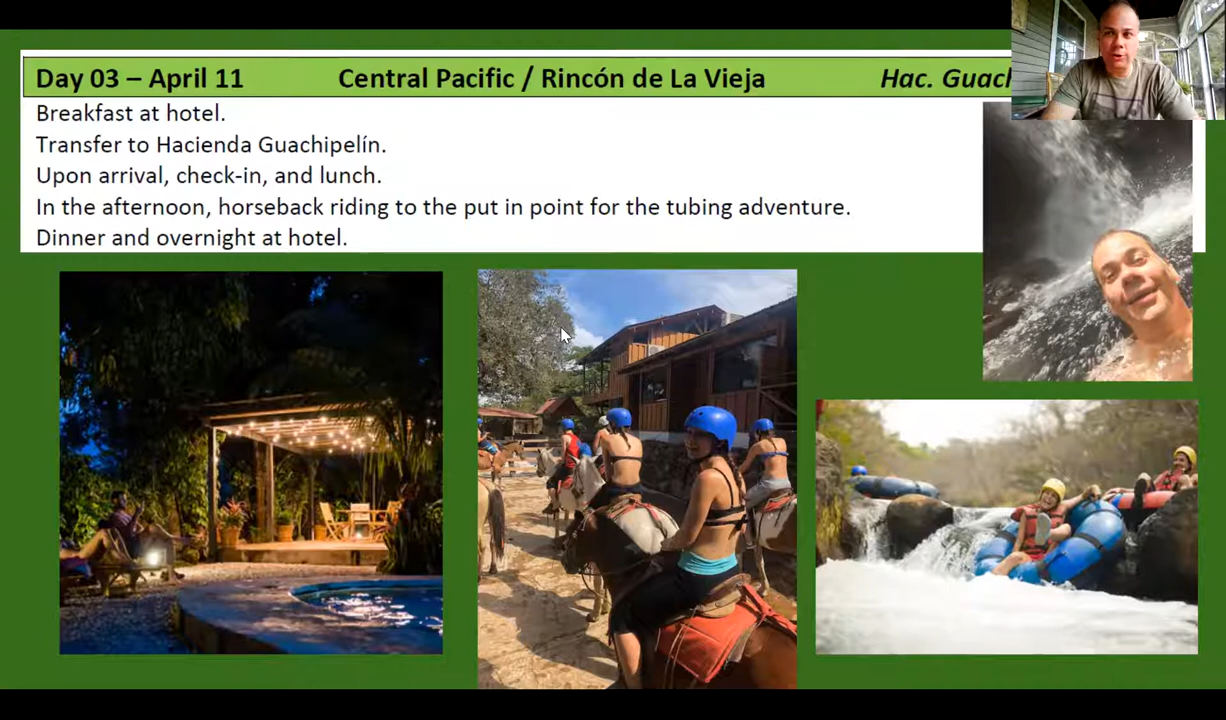 Day 03 – April 11 Central Pacific / Rincón de La Vieja Hac.
Breakfast at hotel.
Transfer to Hacienda Guachipelín.
Upon arrival, check-in, and lunch.
In the afternoon, horseback riding to the put in point for the tubing adventure.
Dinner and overnight at hotel.